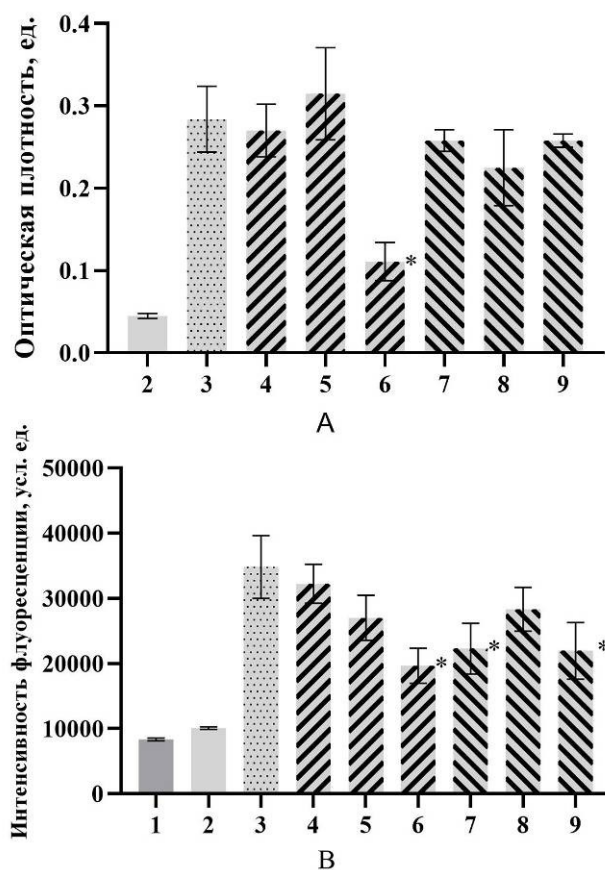 Оптическая плотность, ед.
0.4
0.3
0.2
0.1
0.0
*
2 3 4 5 6 7 8 9
A
Интенсивность флуоресценции, усл. ед.
50000
40000
30000
20000
10000
0
* * *
1 2 3 4 5 6 7 8 9
B